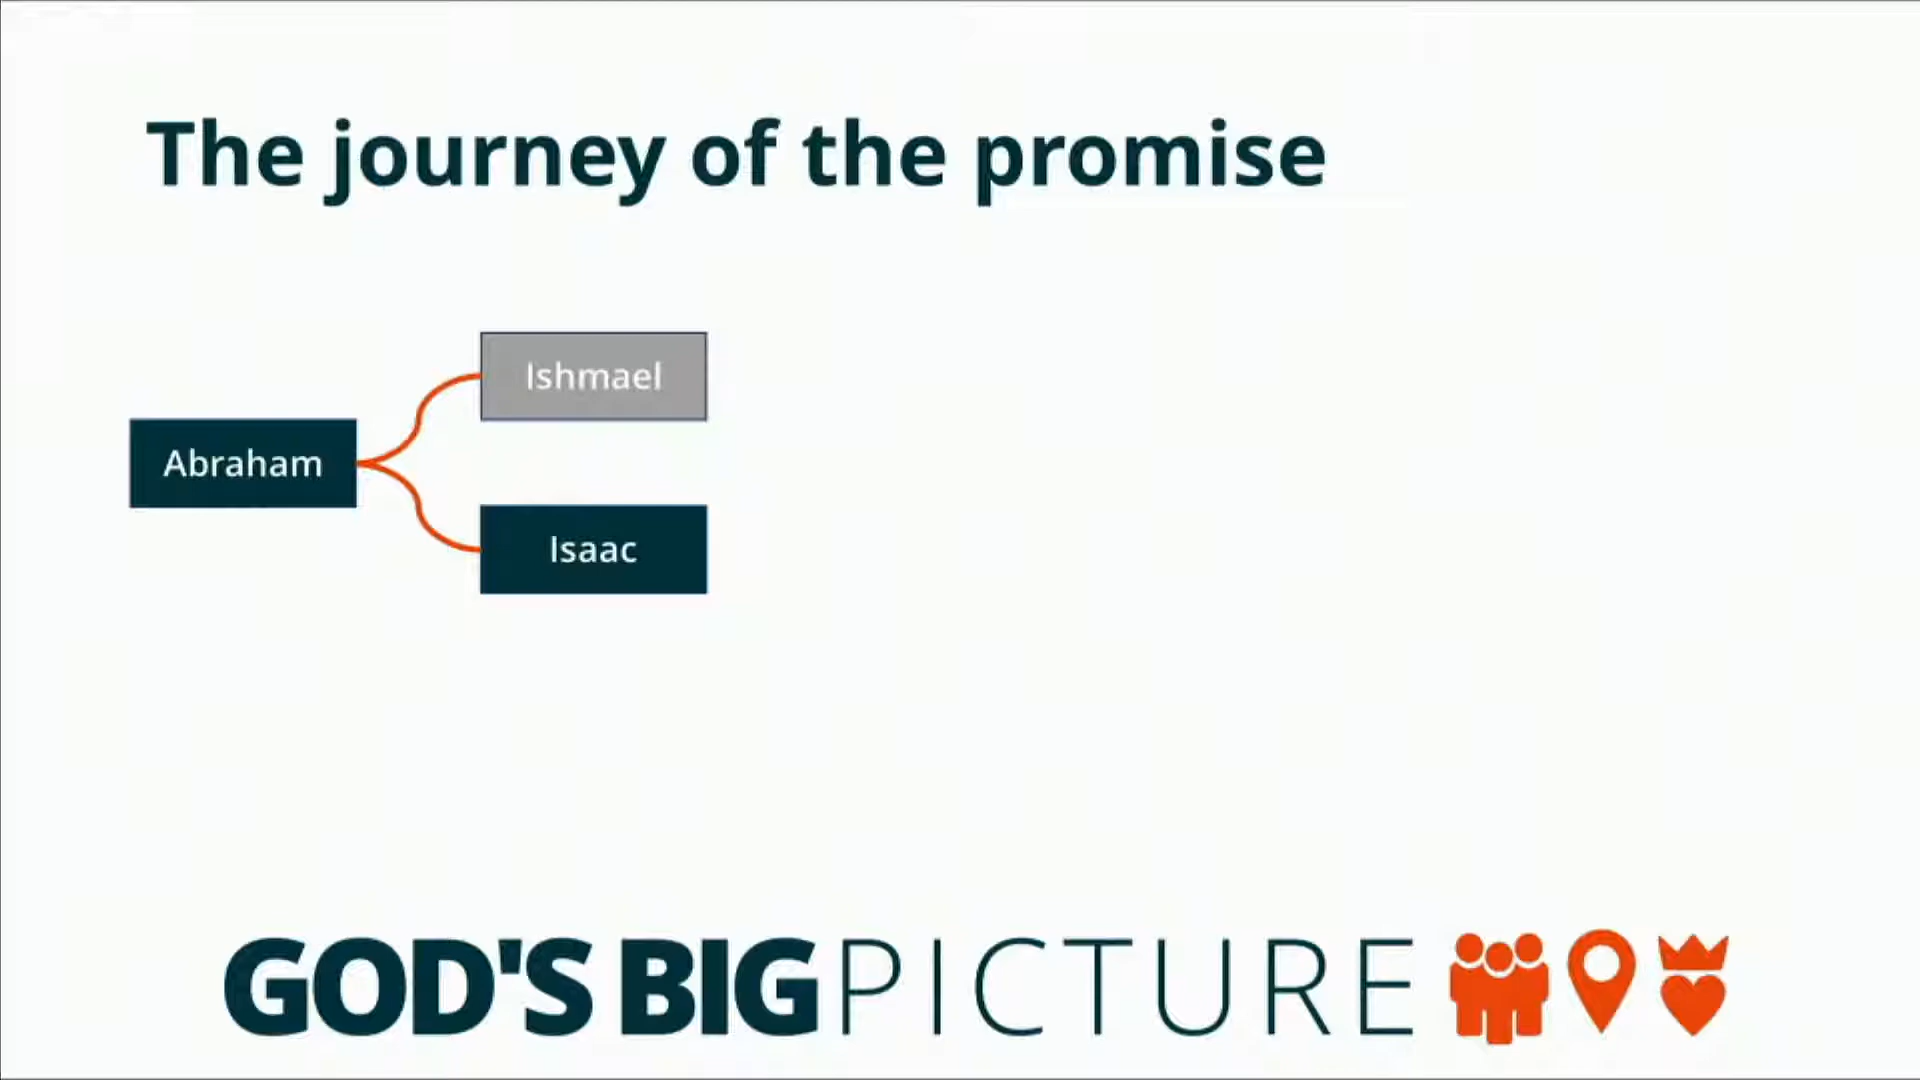 The journey of the promise
Ishmael
Abraham
Isaac
GOD'S BIG PICTURE